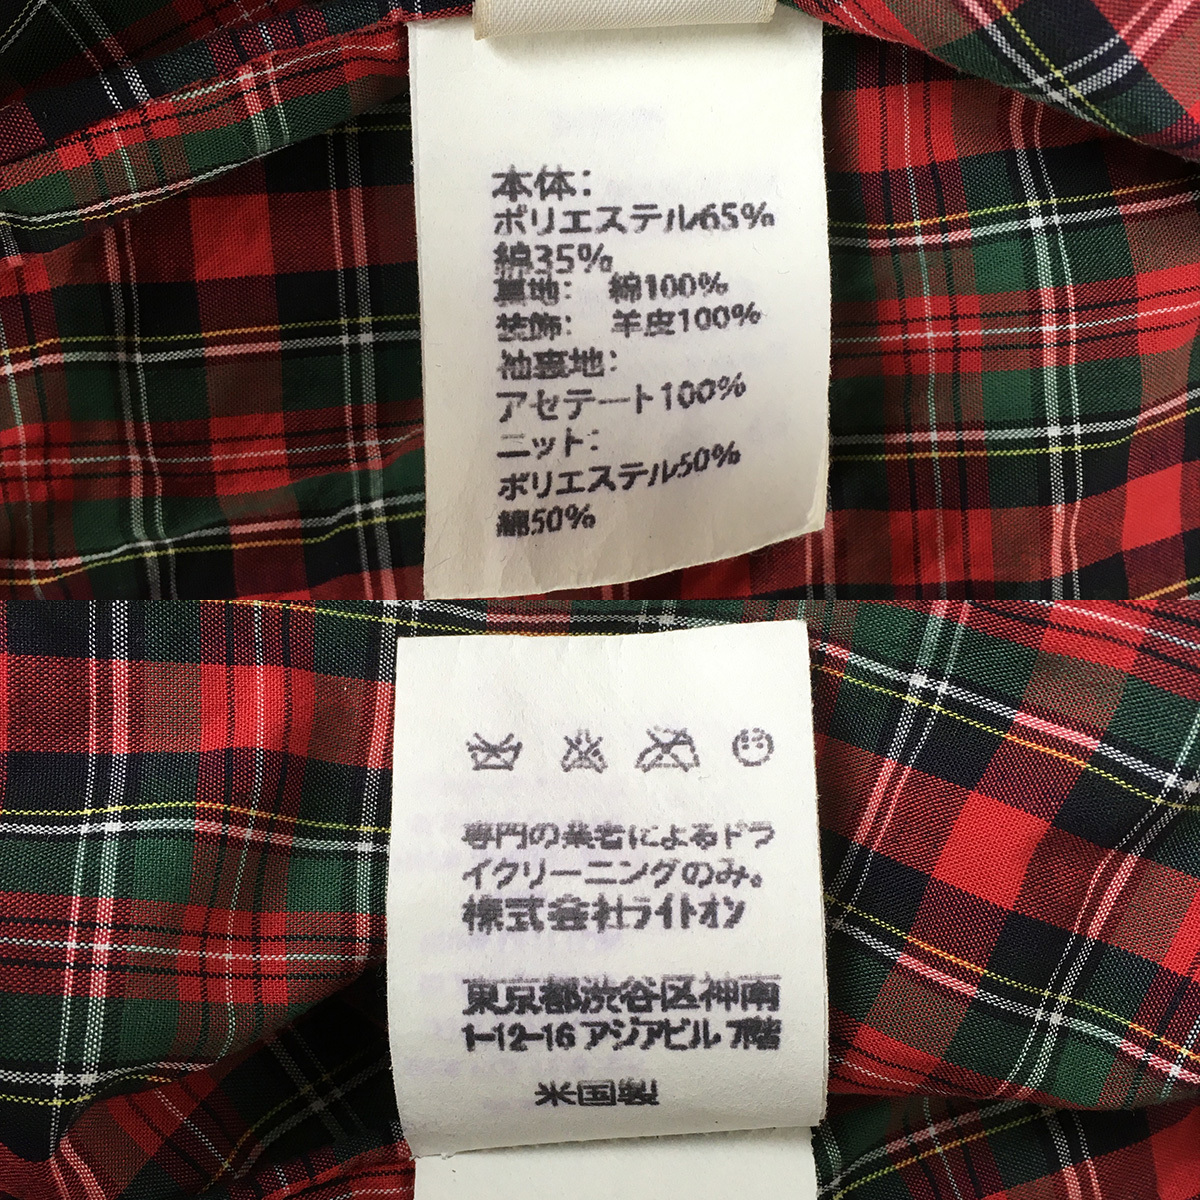 本体:
ポリエステル65%
綿35%
裏地: 綿100%
装飾: 羊皮100%
袖裏地:
アセテート100%
ニット:
ポリエステル50%
綿50%
専門の業者によるドラ
イクリーニングのみ。
株式会社ライトオン
東京都渋谷区神南
1-12-16 アジアビル 7階
米国製